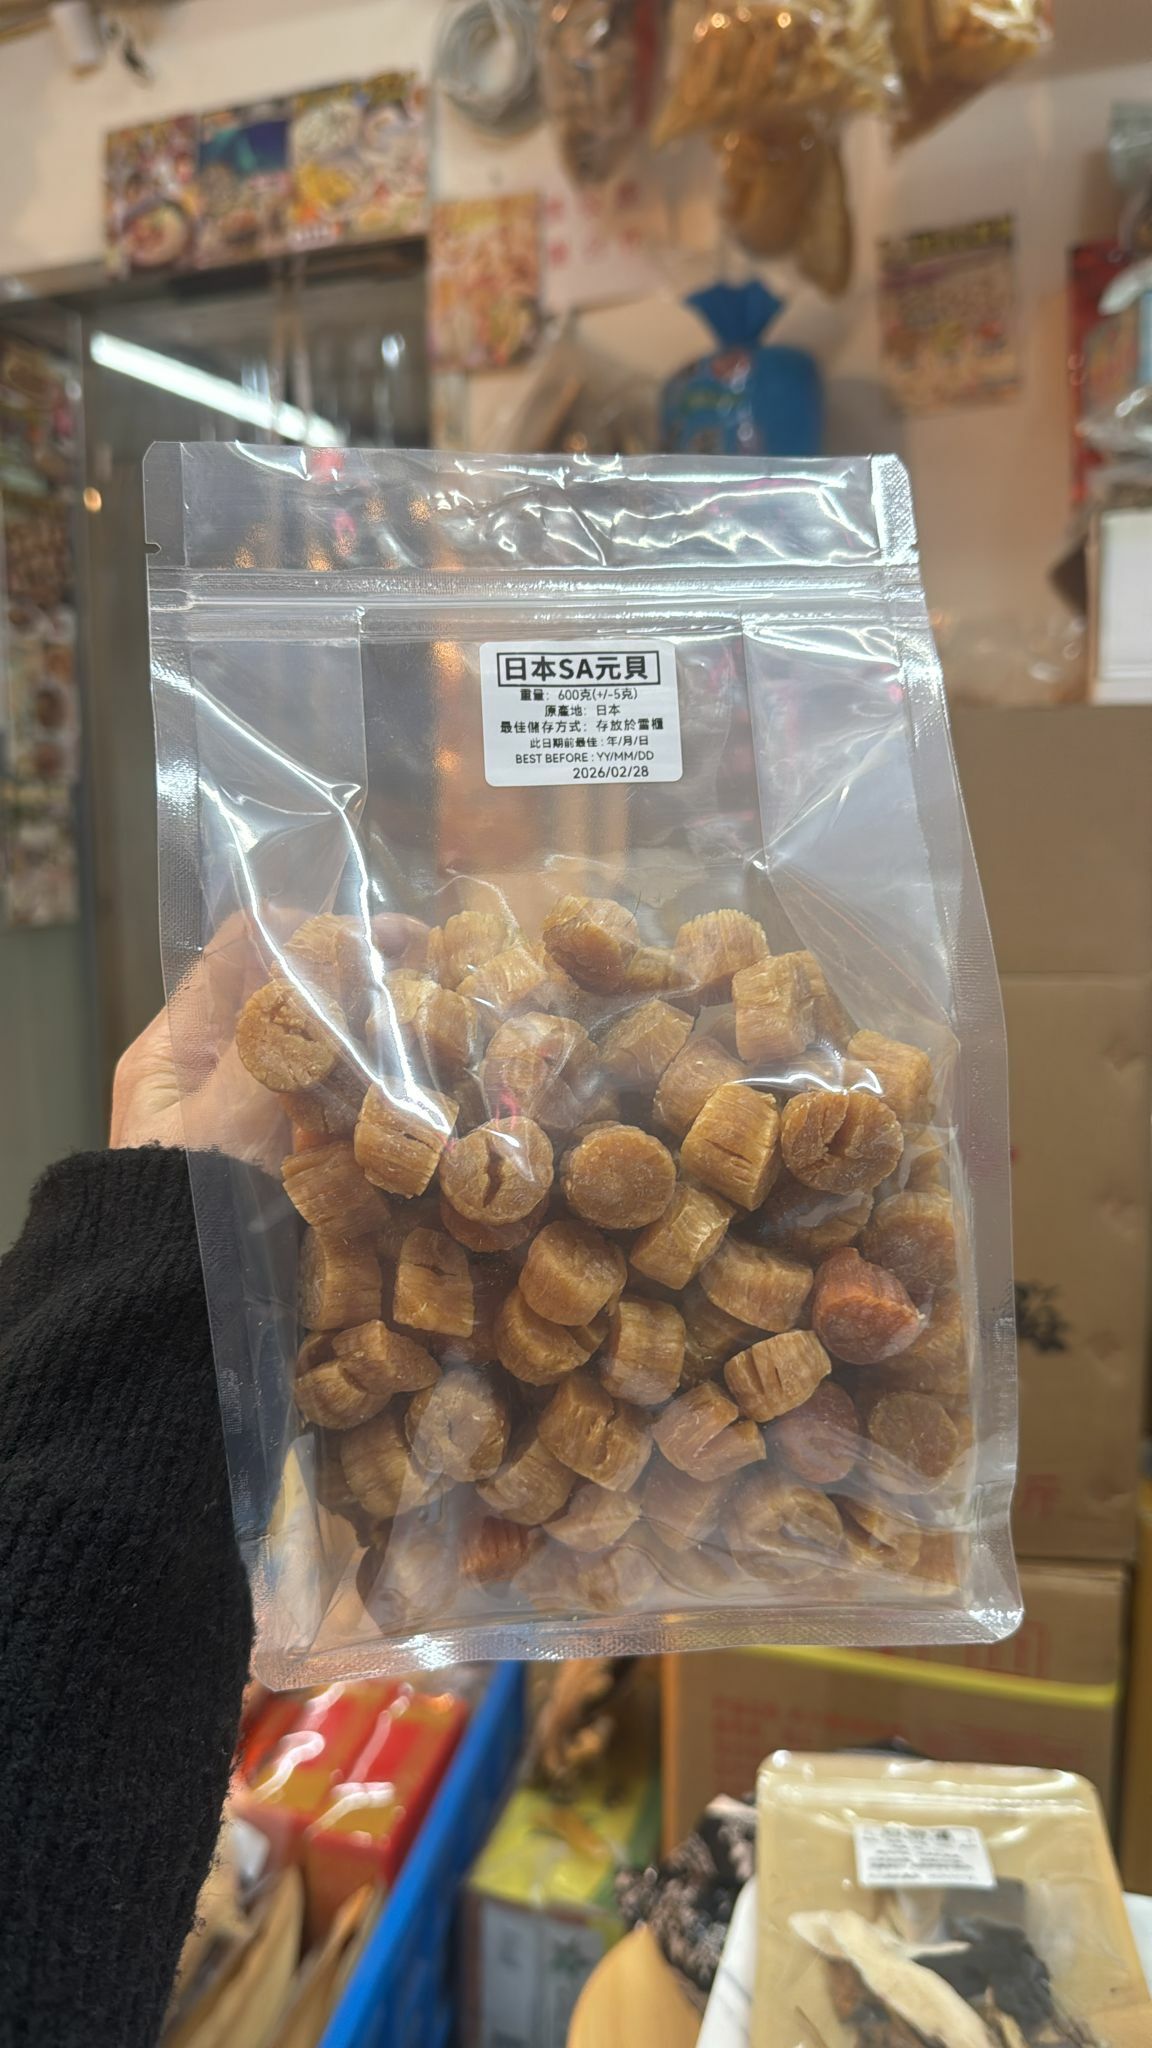 日本SA元貝
重量：600克(+/-5克)
原產地：日本
最佳儲存方式：存放於雪櫃
此日期前最佳：年/月/日
BEST BEFORE : YY/MM/DD
2026/02/28